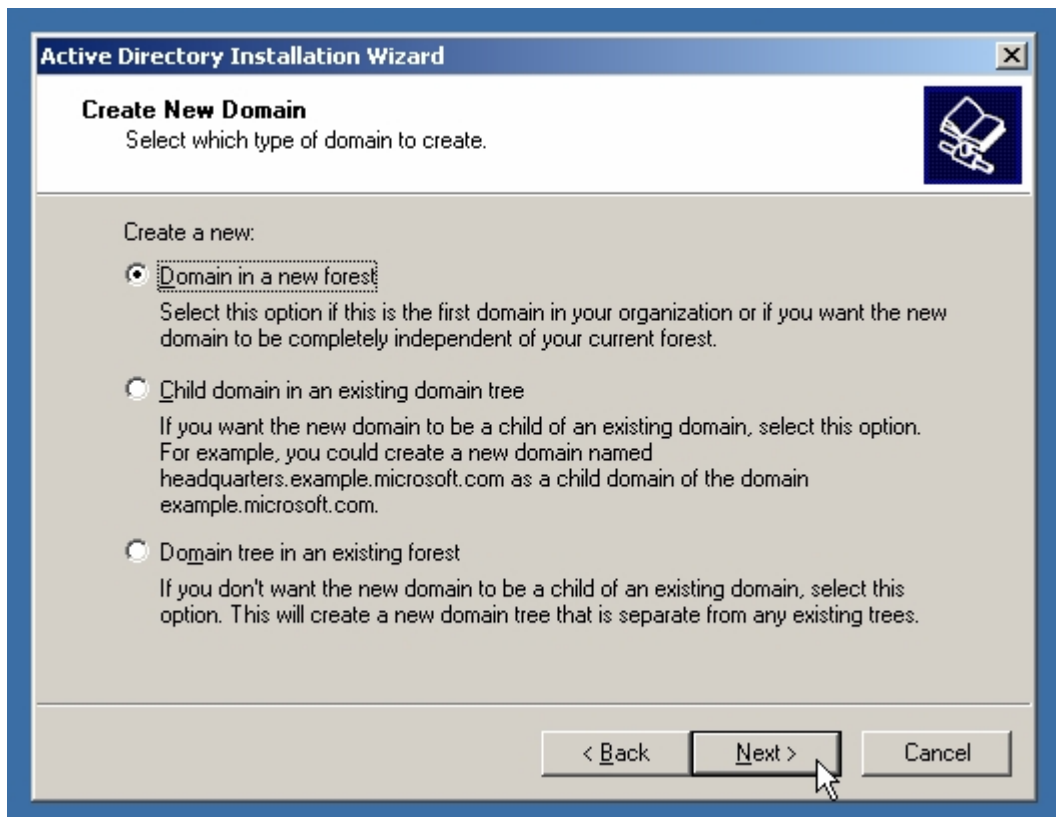 Active Directory Installation Wizard
Create New Domain
Select which type of domain to create.
Create a new:
Domain in a new forest
Select this option if this is the first domain in your organization or if you want the new
domain to be completely independent of your current forest.
Child domain in an existing domain tree
If you want the new domain to be a child of an existing domain, select this option.
For example, you could create a new domain named
headquarters.example.microsoft.com as a child domain of the domain
example.microsoft.com.
Domain tree in an existing forest
If you don't want the new domain to be a child of an existing domain, select this
option. This will create a new domain tree that is separate from any existing trees.
< Back Next > Cancel